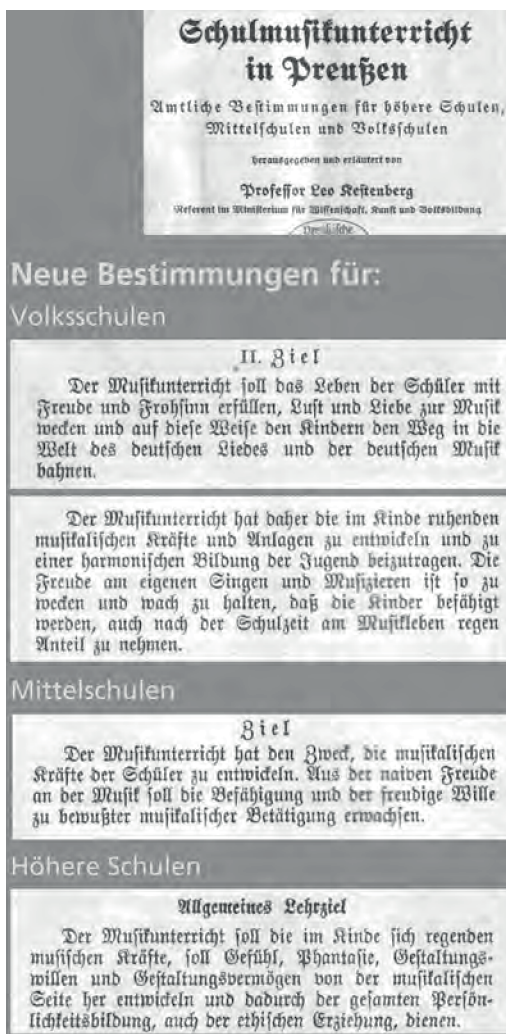 Schulmusikunterricht
in Preußen
Amtliche Bestimmungen für höhere Schulen,
Mittelschulen und Volksschulen
herausgegeben und erläutert von
Professor Leo Kestenberg
Referent im Ministerium für Wissenschaft, Kunst und Volksbildung
Preußische
Neue Bestimmungen für:
Volksschulen
II. Ziel
Der Musikunterricht soll das Leben der Schüler mit
Freude und Frohsinn erfüllen, Lust und Liebe zur Musik
wecken und auf diese Weise den Kindern den Weg in die
Welt des deutschen Liedes und der deutschen Musik
bahnen.
Der Musikunterricht hat daher die im Kinde ruhenden
musikalischen Kräfte und Anlagen zu entwickeln und zu
einer harmonischen Bildung der Jugend beizutragen. Die
Freude am eigenen Singen und Musizieren ist so zu
wecken und wach zu halten, daß die Kinder befähigt
werden, auch nach der Schulzeit am Musikleben regen
Anteil zu nehmen.
Mittelschulen
Ziel
Der Musikunterricht hat den Zweck, die musikalischen
Kräfte der Schüler zu entwickeln. Aus der naiven Freude
an der Musik soll die Befähigung und der freudige Wille
zu bewußter musikalischer Betätigung erwachsen.
Höhere Schulen
Allgemeines Lehrziel
Der Musikunterricht soll die im Kinde sich regenden
musischen Kräfte, soll Gefühl, Phantasie, Gestaltungs-
willen und Gestaltungsvermögen von der musikalischen
Seite her entwickeln und dadurch der gesamten Persön-
lichkeitsbildung, auch der ethischen Erziehung, dienen.